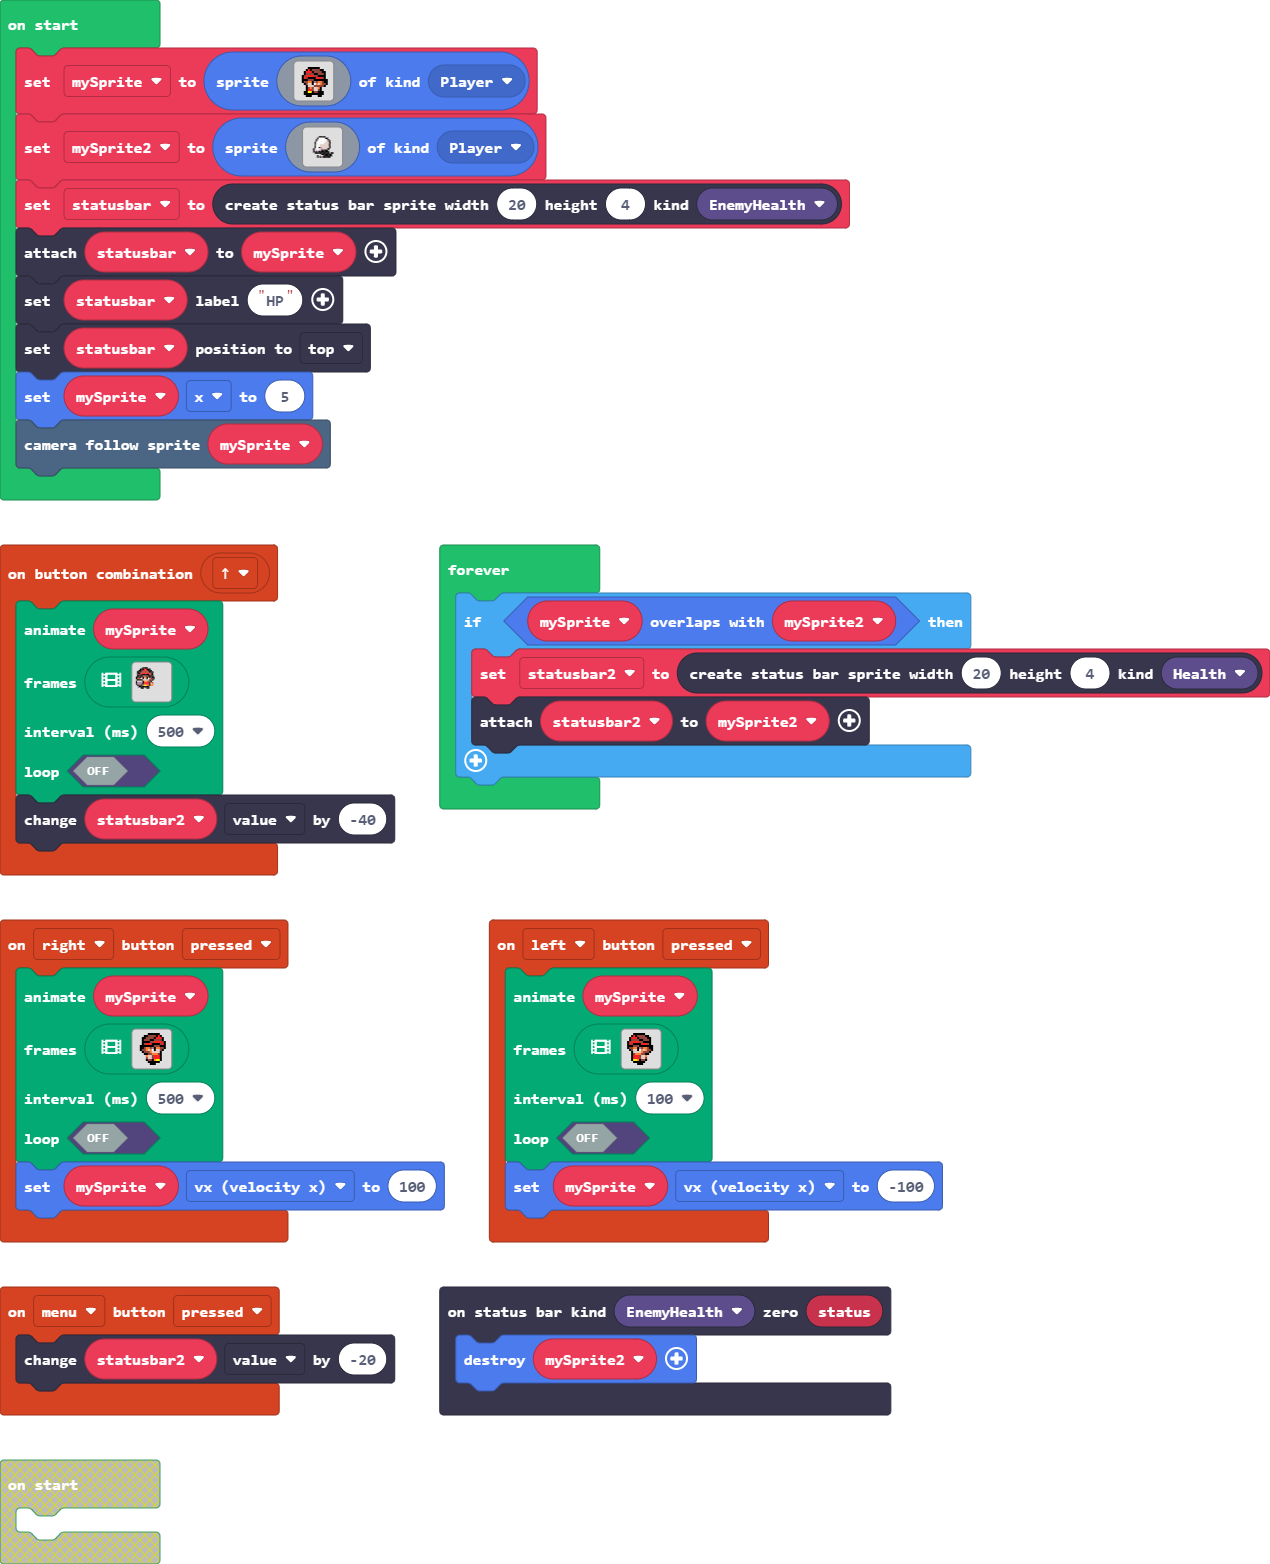 on start
set mySprite to sprite of kind Player
set mySprite2 to sprite of kind Player
set statusbar to create status bar sprite width 20 height 4 kind EnemyHealth
attach statusbar to mySprite
set statusbar label "HP"
set statusbar position to top
set mySprite x to 5
camera follow sprite mySprite
on button combination ↑
animate mySprite
frames
interval (ms) 500
loop OFF
change statusbar2 value by -40
forever
if mySprite overlaps with mySprite2 then
set statusbar2 to create status bar sprite width 20 height 4 kind Health
attach statusbar2 to mySprite2
on right button pressed
animate mySprite
frames
interval (ms) 500
loop OFF
set mySprite vx (velocity x) to 100
on left button pressed
animate mySprite
frames
interval (ms) 100
loop OFF
set mySprite vx (velocity x) to -100
on menu button pressed
change statusbar2 value by -20
on status bar kind EnemyHealth zero status
destroy mySprite2
on start